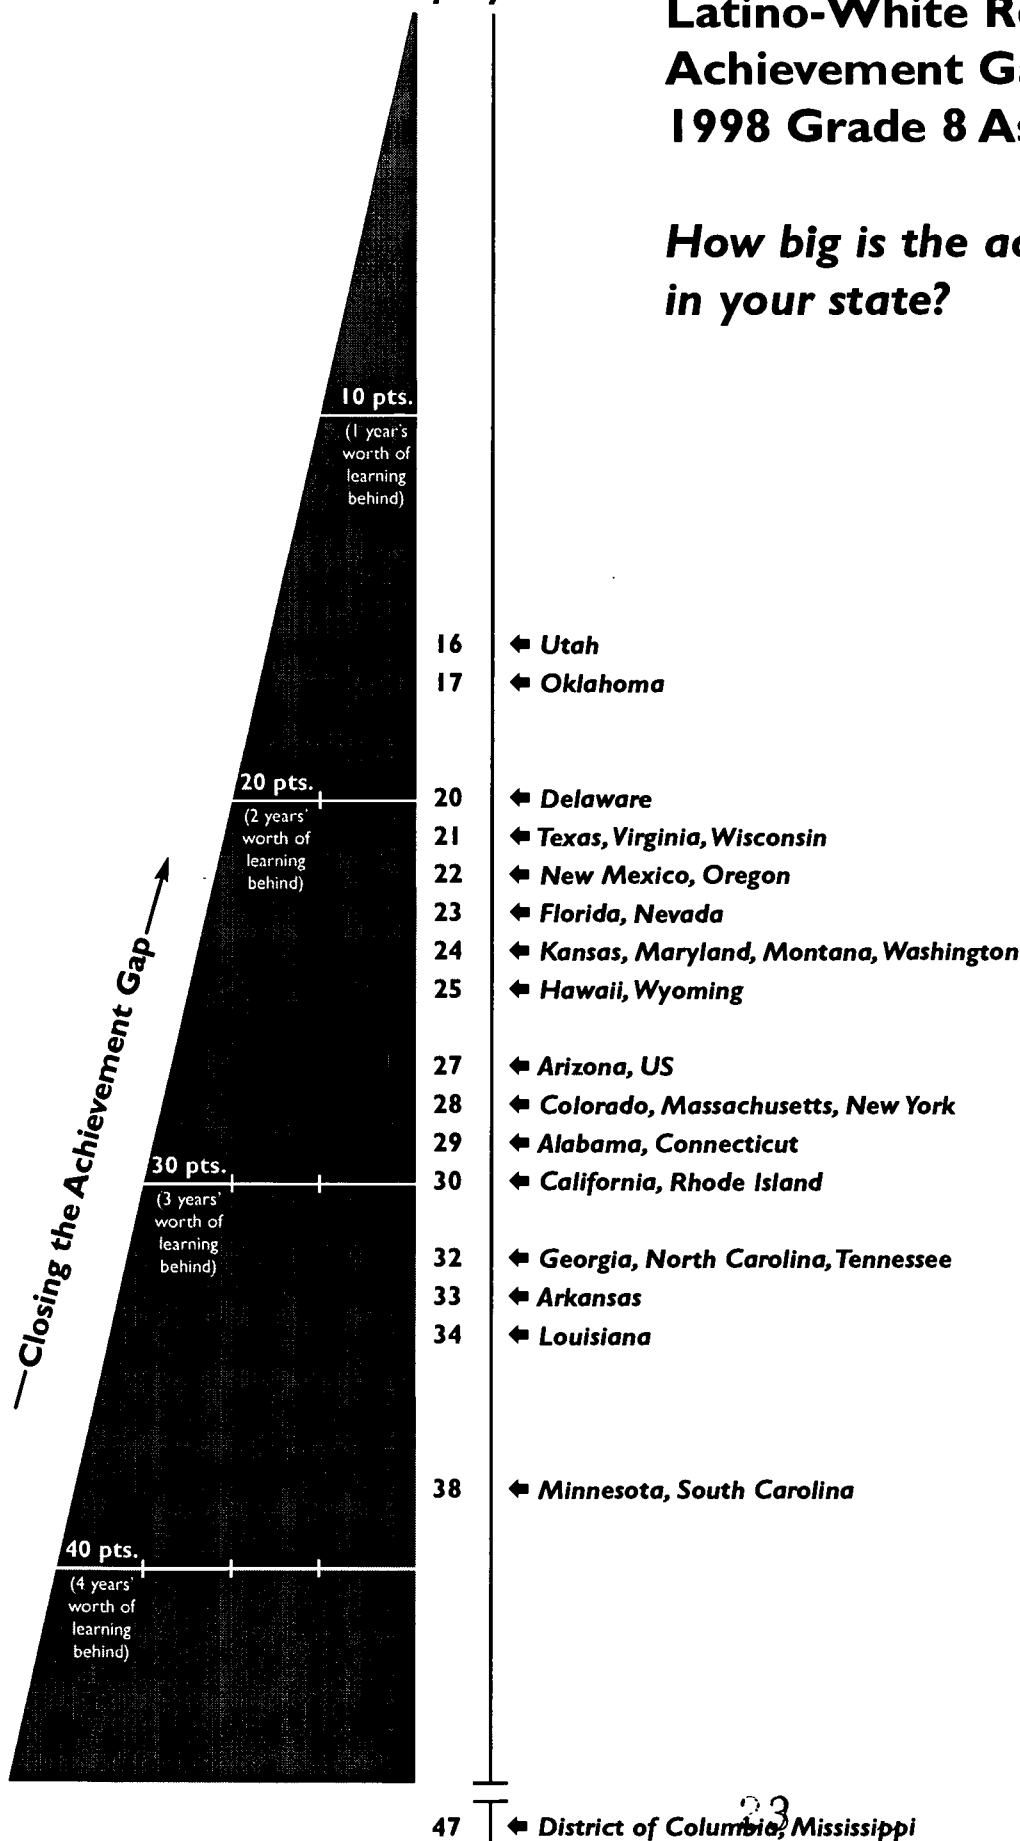 Latino-White
Achievement
1998 Grade 8
How big is the
in your state?
10 pts.
(1 year's
worth of
learning
behind)
16 Utah
17 Oklahoma
20 pts.
(2 years'
worth of
learning
behind)
20 Delaware
21 Texas, Virginia, Wisconsin
22 New Mexico, Oregon
23 Florida, Nevada
24 Kansas, Maryland, Montana, Washington
25 Hawaii, Wyoming
27 Arizona, US
28 Colorado, Massachusetts, New York
29 Alabama, Connecticut
30 pts.
(3 years'
worth of
learning
behind)
30 California, Rhode Island
32 Georgia, North Carolina, Tennessee
33 Arkansas
34 Louisiana
38 Minnesota, South Carolina
40 pts.
(4 years'
worth of
learning
behind)
Closing the Achievement Gap
47 District of Columbia, Mississippi
23